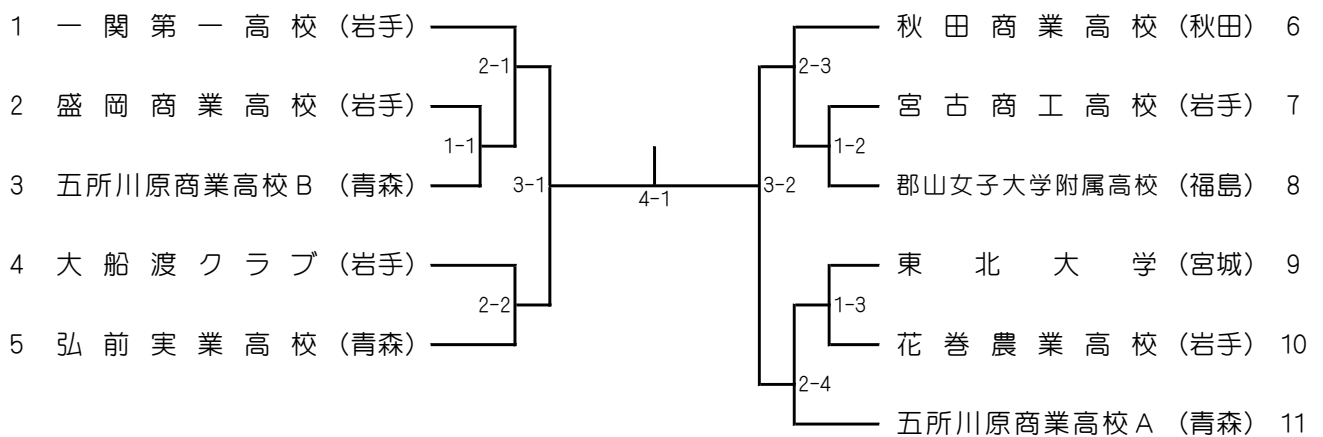 1 一関第一高校（岩手）
2-1
2 盛岡商業高校（岩手）
1-1
3 五所川原商業高校B（青森）
3-1
4 大船渡クラブ（岩手）
2-2
5 弘前実業高校（青森）
4-1
秋田商業高校（秋田） 6
2-3
宮古商工高校（岩手） 7
1-2
郡山女子大学附属高校（福島） 8
3-2
東北大学（宮城） 9
1-3
花巻農業高校（岩手） 10
2-4
五所川原商業高校A（青森） 11